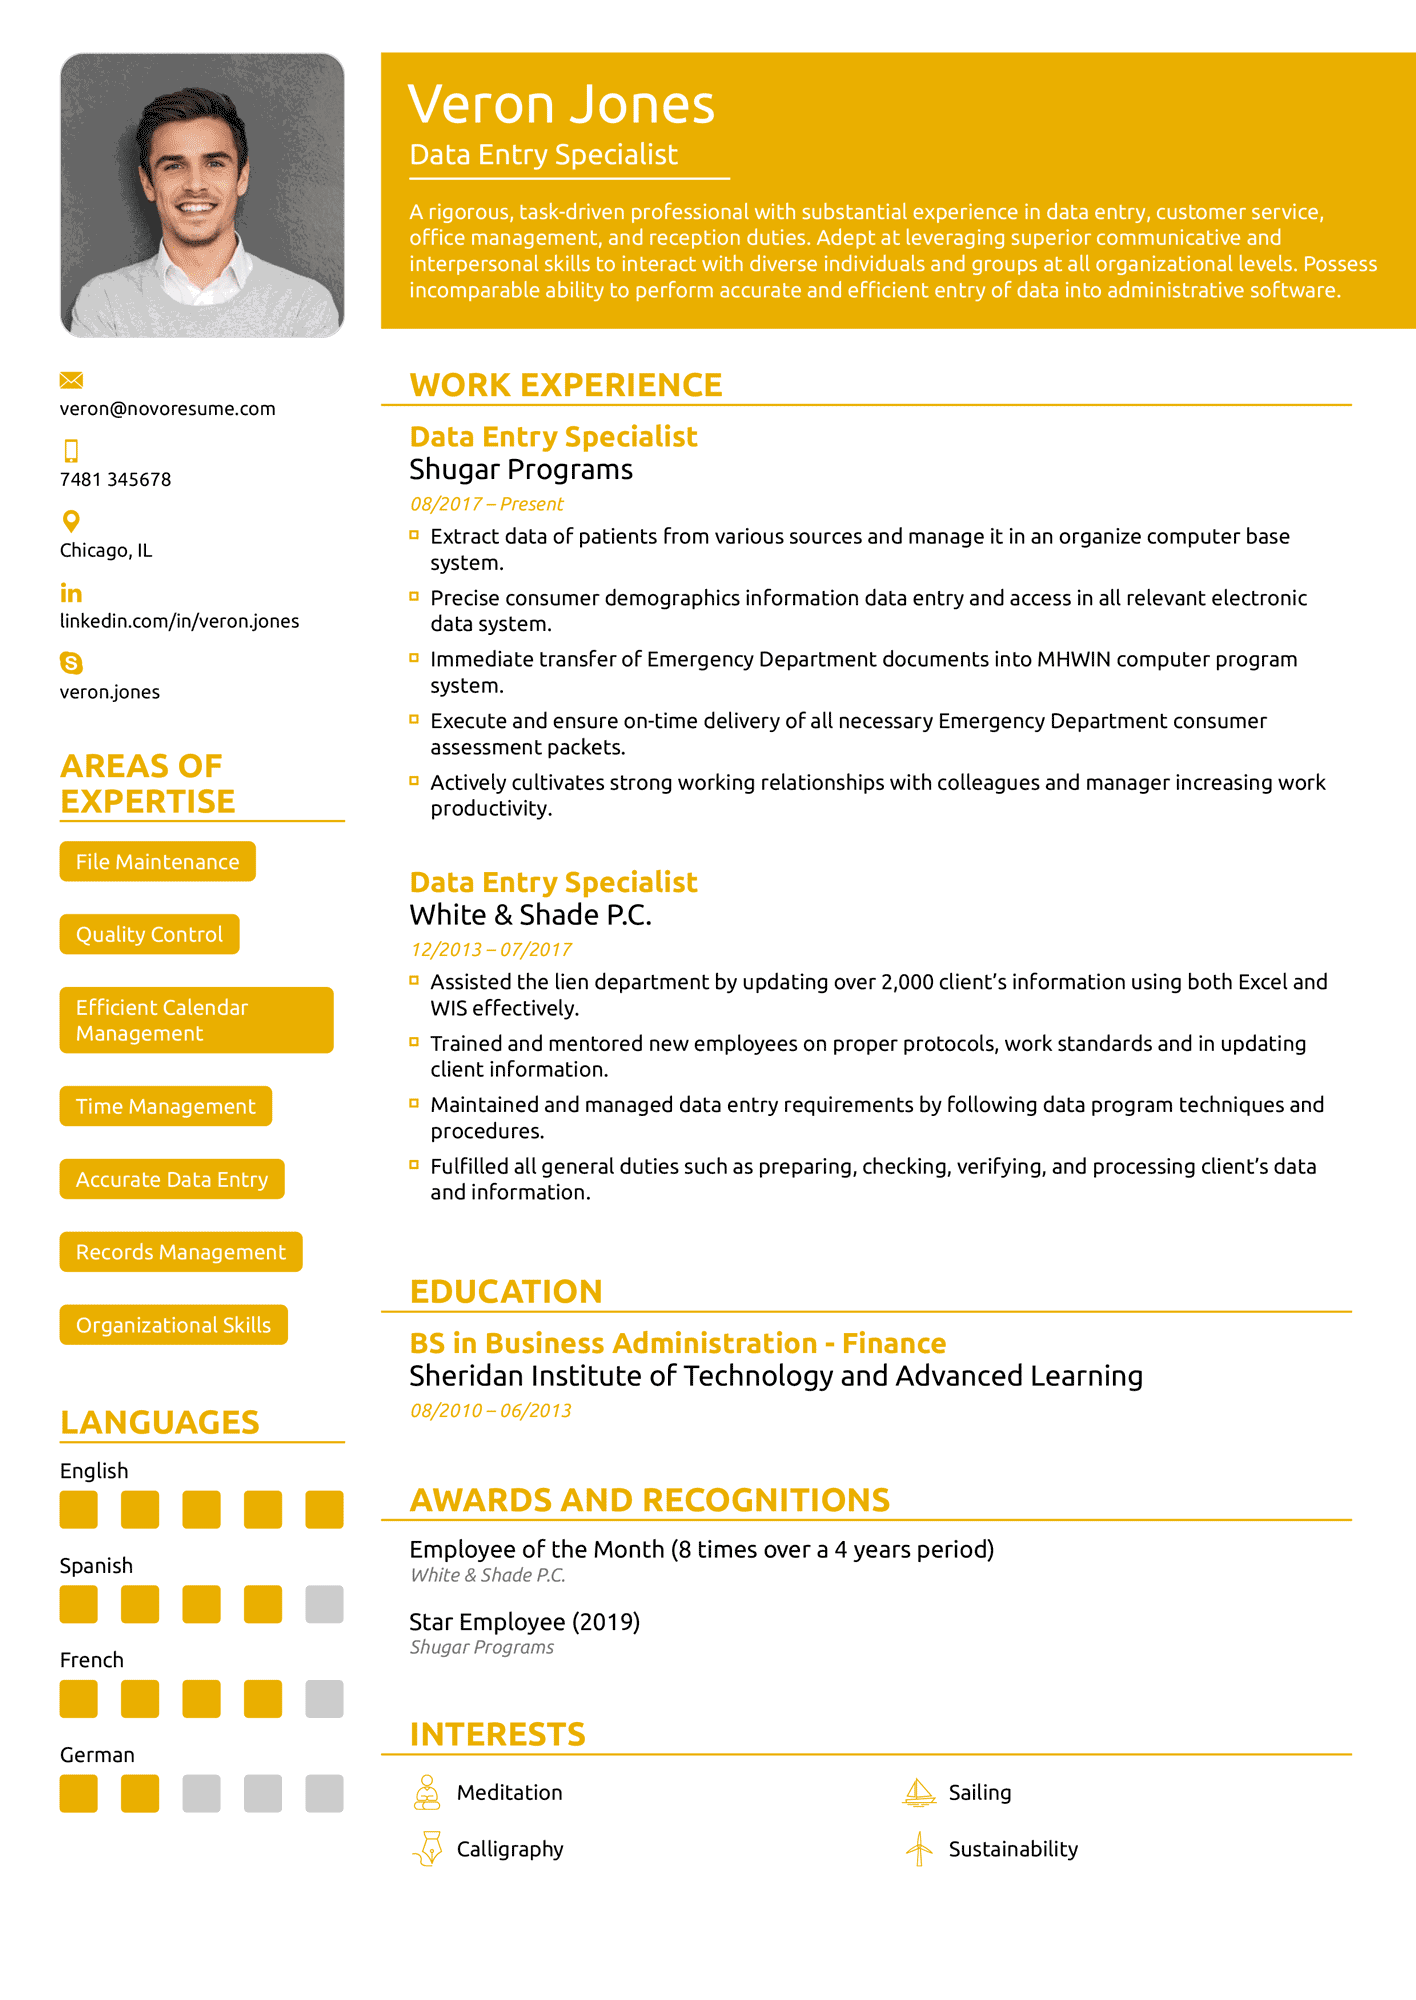 Veron Jones
Data Entry Specialist
A rigorous, task-driven professional with substantial experience in data entry, customer service,
office management, and reception duties. Adept at leveraging superior communicative and
interpersonal skills to interact with diverse individuals and groups at all organizational levels. Possess
incomparable ability to perform accurate and efficient entry of data into administrative software.
veron@novoresume.com
7481 345678
Chicago, IL
in
linkedin.com/in/veron.jones
S
veron.jones
AREAS OF
EXPERTISE
File Maintenance
Quality Control
Efficient Calendar
Management
Time Management
Accurate Data Entry
Records Management
Organizational Skills
LANGUAGES
English
Spanish
French
German
WORK EXPERIENCE
Data Entry Specialist
Shugar Programs
08/2017 – Present
Extract data of patients from various sources and manage it in an organize computer base
system.
Precise consumer demographics information data entry and access in all relevant electronic
data system.
Immediate transfer of Emergency Department documents into MHWIN computer program
system.
Execute and ensure on-time delivery of all necessary Emergency Department consumer
assessment packets.
Actively cultivates strong working relationships with colleagues and manager increasing work
productivity.
Data Entry Specialist
White & Shade P.C.
12/2013 – 07/2017
Assisted the lien department by updating over 2,000 client’s information using both Excel and
WIS effectively.
Trained and mentored new employees on proper protocols, work standards and in updating
client information.
Maintained and managed data entry requirements by following data program techniques and
procedures.
Fulfilled all general duties such as preparing, checking, verifying, and processing client’s data
and information.
EDUCATION
BS in Business Administration - Finance
Sheridan Institute of Technology and Advanced Learning
08/2010 – 06/2013
AWARDS AND RECOGNITIONS
Employee of the Month (8 times over a 4 years period)
White & Shade P.C.
Star Employee (2019)
Shugar Programs
INTERESTS
Meditation
Sailing
Calligraphy
Sustainability